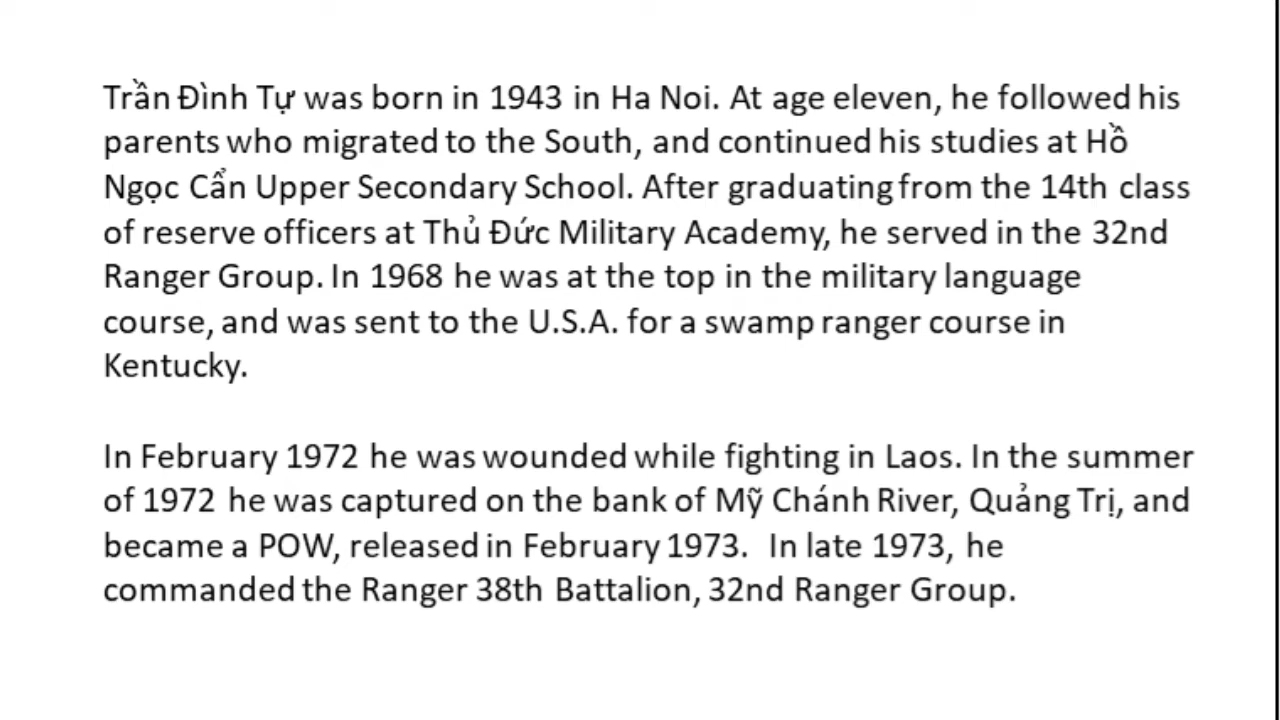 Trần Đình Tự was born in 1943 in Ha Noi. At age eleven, he followed his
parents who migrated to the South, and continued his studies at Hồ
Ngọc Cẩn Upper Secondary School. After graduating from the 14th class
of reserve officers at Thủ Đức Military Academy, he served in the 32nd
Ranger Group. In 1968 he was at the top in the military language
course, and was sent to the U.S.A. for a swamp ranger course in
Kentucky.
In February 1972 he was wounded while fighting in Laos. In the summer
of 1972 he was captured on the bank of Mỹ Chánh River, Quảng Trị, and
became a POW, released in February 1973. In late 1973, he
commanded the Ranger 38th Battalion, 32nd Ranger Group.